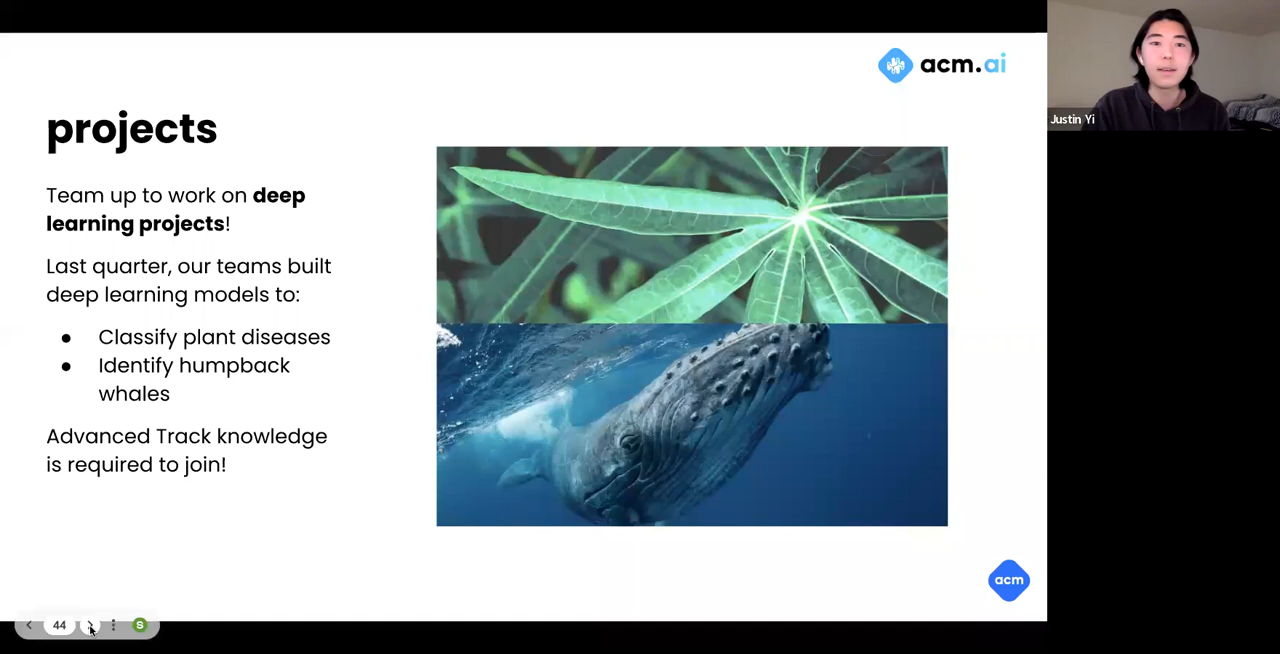 acm.ai
projects
Team up to work on deep
learning projects!
Last quarter, our teams built
deep learning models to:
● Classify plant diseases
● Identify humpback
whales
Advanced Track knowledge
is required to join!
acm
44
S
Justin Yi